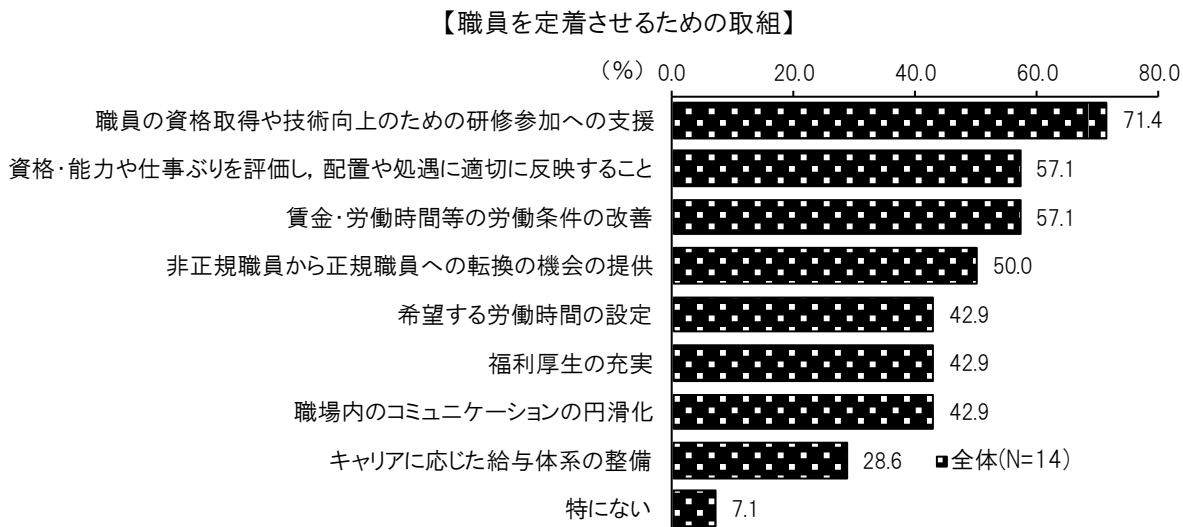 【職員を定着させるための取組】
（％） 0.0 20.0 40.0 60.0 80.0
職員の資格取得や技術向上のための研修参加への支援 71.4
資格・能力や仕事ぶりを評価し，配置や処遇に適切に反映すること 57.1
賃金・労働時間等の労働条件の改善 57.1
非正規職員から正規職員への転換の機会の提供 50.0
希望する労働時間の設定 42.9
福利厚生の充実 42.9
職場内のコミュニケーションの円滑化 42.9
キャリアに応じた給与体系の整備 28.6 全体(N=14)
特にない 7.1